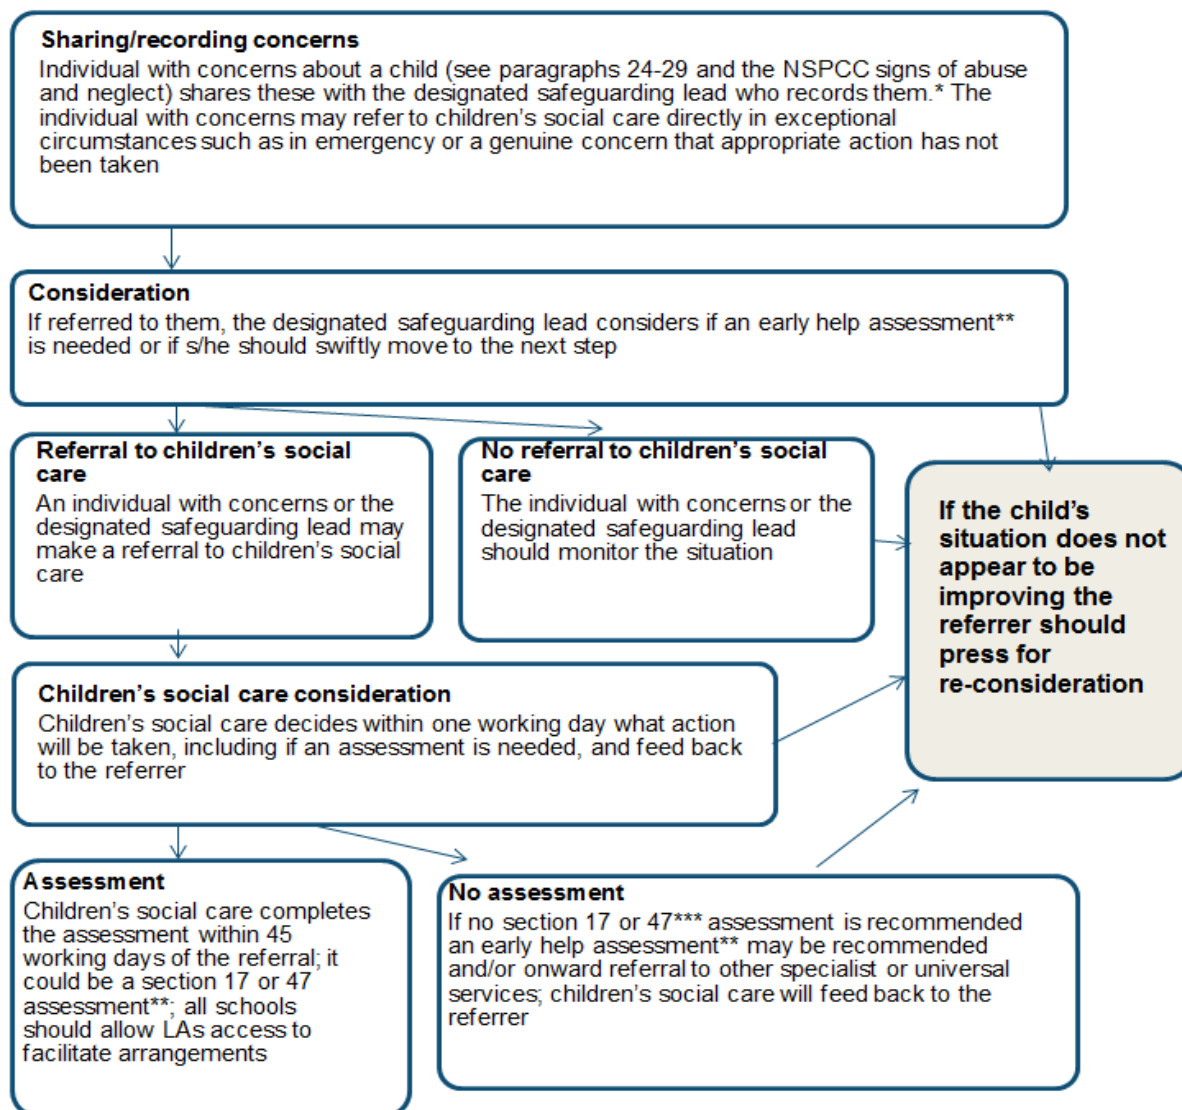 Sharing/recording concerns
Individual with concerns about a child (see paragraphs 24-29 and the NSPCC signs of abuse
and neglect) shares these with the designated safeguarding lead who records them.* The
individual with concerns may refer to children’s social care directly in exceptional
circumstances such as in emergency or a genuine concern that appropriate action has not
been taken
Consideration
If referred to them, the designated safeguarding lead considers if an early help assessment**
is needed or if s/he should swiftly move to the next step
Referral to children’s social
care
An individual with concerns or the
designated safeguarding lead may
make a referral to children’s social
care
No referral to children’s social
care
The individual with concerns or the
designated safeguarding lead
should monitor the situation
If the child’s
situation does not
appear to be
improving the
referrer should
press for
re-consideration
Children’s social care consideration
Children’s social care decides within one working day what action
will be taken, including if an assessment is needed, and feed back
to the referrer
Assessment
Children’s social care completes
the assessment within 45
working days of the referral; it
could be a section 17 or 47
assessment**; all schools
should allow LAs access to
facilitate arrangements
No assessment
If no section 17 or 47*** assessment is recommended
an early help assessment** may be recommended
and/or onward referral to other specialist or universal
services; children’s social care will feed back to the
referrer